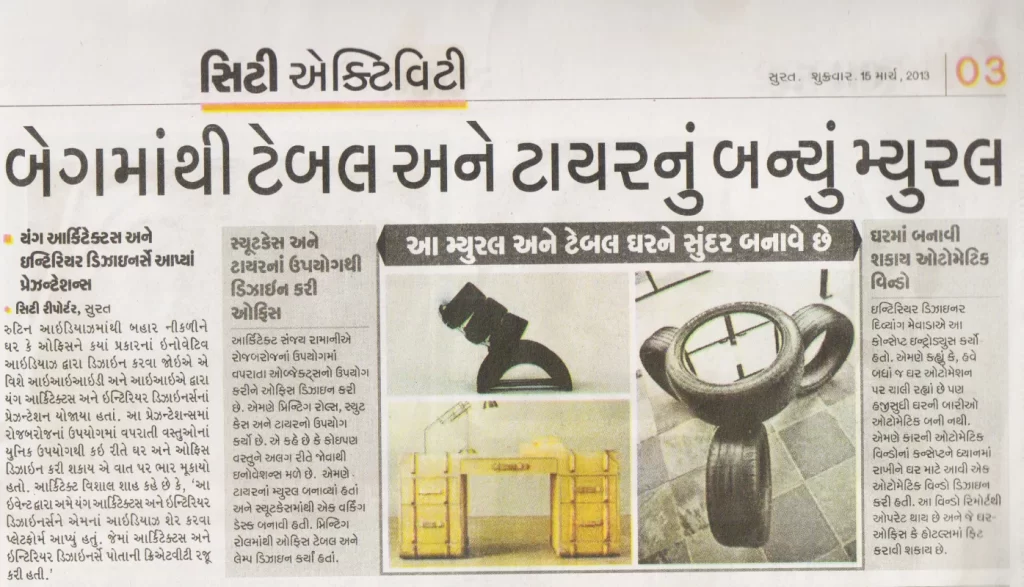 સિટી એક્ટિવિટી
સુરત. શુક્રવાર. 15 માર્ચ, 2013
03
બેગમાંથી ટેબલ અને ટાયરનું બન્યું મ્યુરલ
યંગ આર્કિટેક્ટસ અને
ઇન્ટિરિયર ડિઝાઇનર્સે આપ્યાં
પ્રેઝન્ટેશન્સ
સિટી રીપોર્ટર, સુરત
રુટિન આઇડિયાઝમાંથી બહાર નીકળીને
ઘર કે ઓફિસને કયાં પ્રકારનાં ઇનોવેટિવ
આઇડિયાઝ દ્વારા ડિઝાઇન કરવા જોઇએ એ
વિશે આઇઆઇઆઇડી અને આઇઆઇએ દ્વારા
યંગ આર્કિટેક્ટસ અને ઇન્ટિરિયર ડિઝાઇનર્સનાં
પ્રેઝન્ટેશન યોજાયા હતાં. આ પ્રેઝન્ટેશન્સમાં
રોજબરોજનાં ઉપયોગમાં વપરાતી વસ્તુઓનાં
યુનિક ઉપયોગથી કઇ રીતે ઘર અને ઓફિસ
ડિઝાઇન કરી શકાય એ વાત પર ભાર મૂકાયો
હતો. આર્કિટેક્ટ વિશાલ શાહ કહે છે કે, 'આ
ઇવેન્ટ દ્વારા અમે યંગ આર્કિટેક્ટસ અને ઇન્ટિરિયર
ડિઝાઇનર્સને એમનાં આઇડિયાઝ શેર કરવા
પ્લેટફોર્મ આપ્યું હતું. જેમાં આર્કિટેક્ટસ અને
ઇન્ટિરિયર ડિઝાઇનર્સે પોતાની ક્રિએટિવીટી રજૂ
કરી હતી.'
સ્યૂટકેસ અને
ટાયરનાં ઉપયોગથી
ડિઝાઇન કરી
ઓફિસ
આર્કિટેક્ટ સંજય રામાનીએ
રોજબરોજનાં ઉપયોગમાં
વપરાતા ઓબ્જેક્ટ્સનો ઉપયોગ
કરીને ઓફિસ ડિઝાઇન કરી
છે. એમણે પ્રિન્ટિંગ રોલ્સ, સ્યૂટ
કેસ અને ટાયરનો ઉપયોગ
કર્યો છે. એ કહે છે કે કોઇપણ
વસ્તુને અલગ રીતે જોવાથી
ઇનોવેશન્સ મળે છે. એમણે
ટાયરનાં મ્યુરલ બનાવ્યાં હતાં
અને સ્યૂટકેસમાંથી એક વર્કિંગ
ડેસ્ક બનાવી હતી. પ્રિન્ટિંગ
રોલમાંથી ઓફિસ ટેબલ અને
લેમ્પ ડિઝાઇન કર્યાં હતાં.
આ મ્યુરલ અને ટેબલ ઘરને સુંદર બનાવે છે
ઘરમાં બનાવી
શકાય ઓટોમેટિક
વિન્ડો
ઇન્ટિરિયર ડિઝાઇનર
દિવ્યાંગ મેવાડાએ આ
કોન્સેપ્ટ ઇન્ટ્રોડ્યુસ કર્યો
હતો. એમણે કહ્યું કે, હવે
બધાં જ ઘર ઓટોમેશન
પર ચાલી રહ્યાં છે પણ
હજીસુધી ઘરની બારીઓ
ઓટોમેટિક બની નથી.
એમણે કારની ઓટોમેટિક
વિન્ડોનાં કન્સેપ્ટને ધ્યાનમાં
રાખીને ઘર માટે આવી એક
ઓટોમેટિક વિન્ડો ડિઝાઇન
કરી હતી. આ વિન્ડો રિમોર્ટથી
ઓપરેટ થાય છે અને જે ઘર-
ઓફિસ કે હોટલ્સમાં ફિટ
કરાવી શકાય છે.